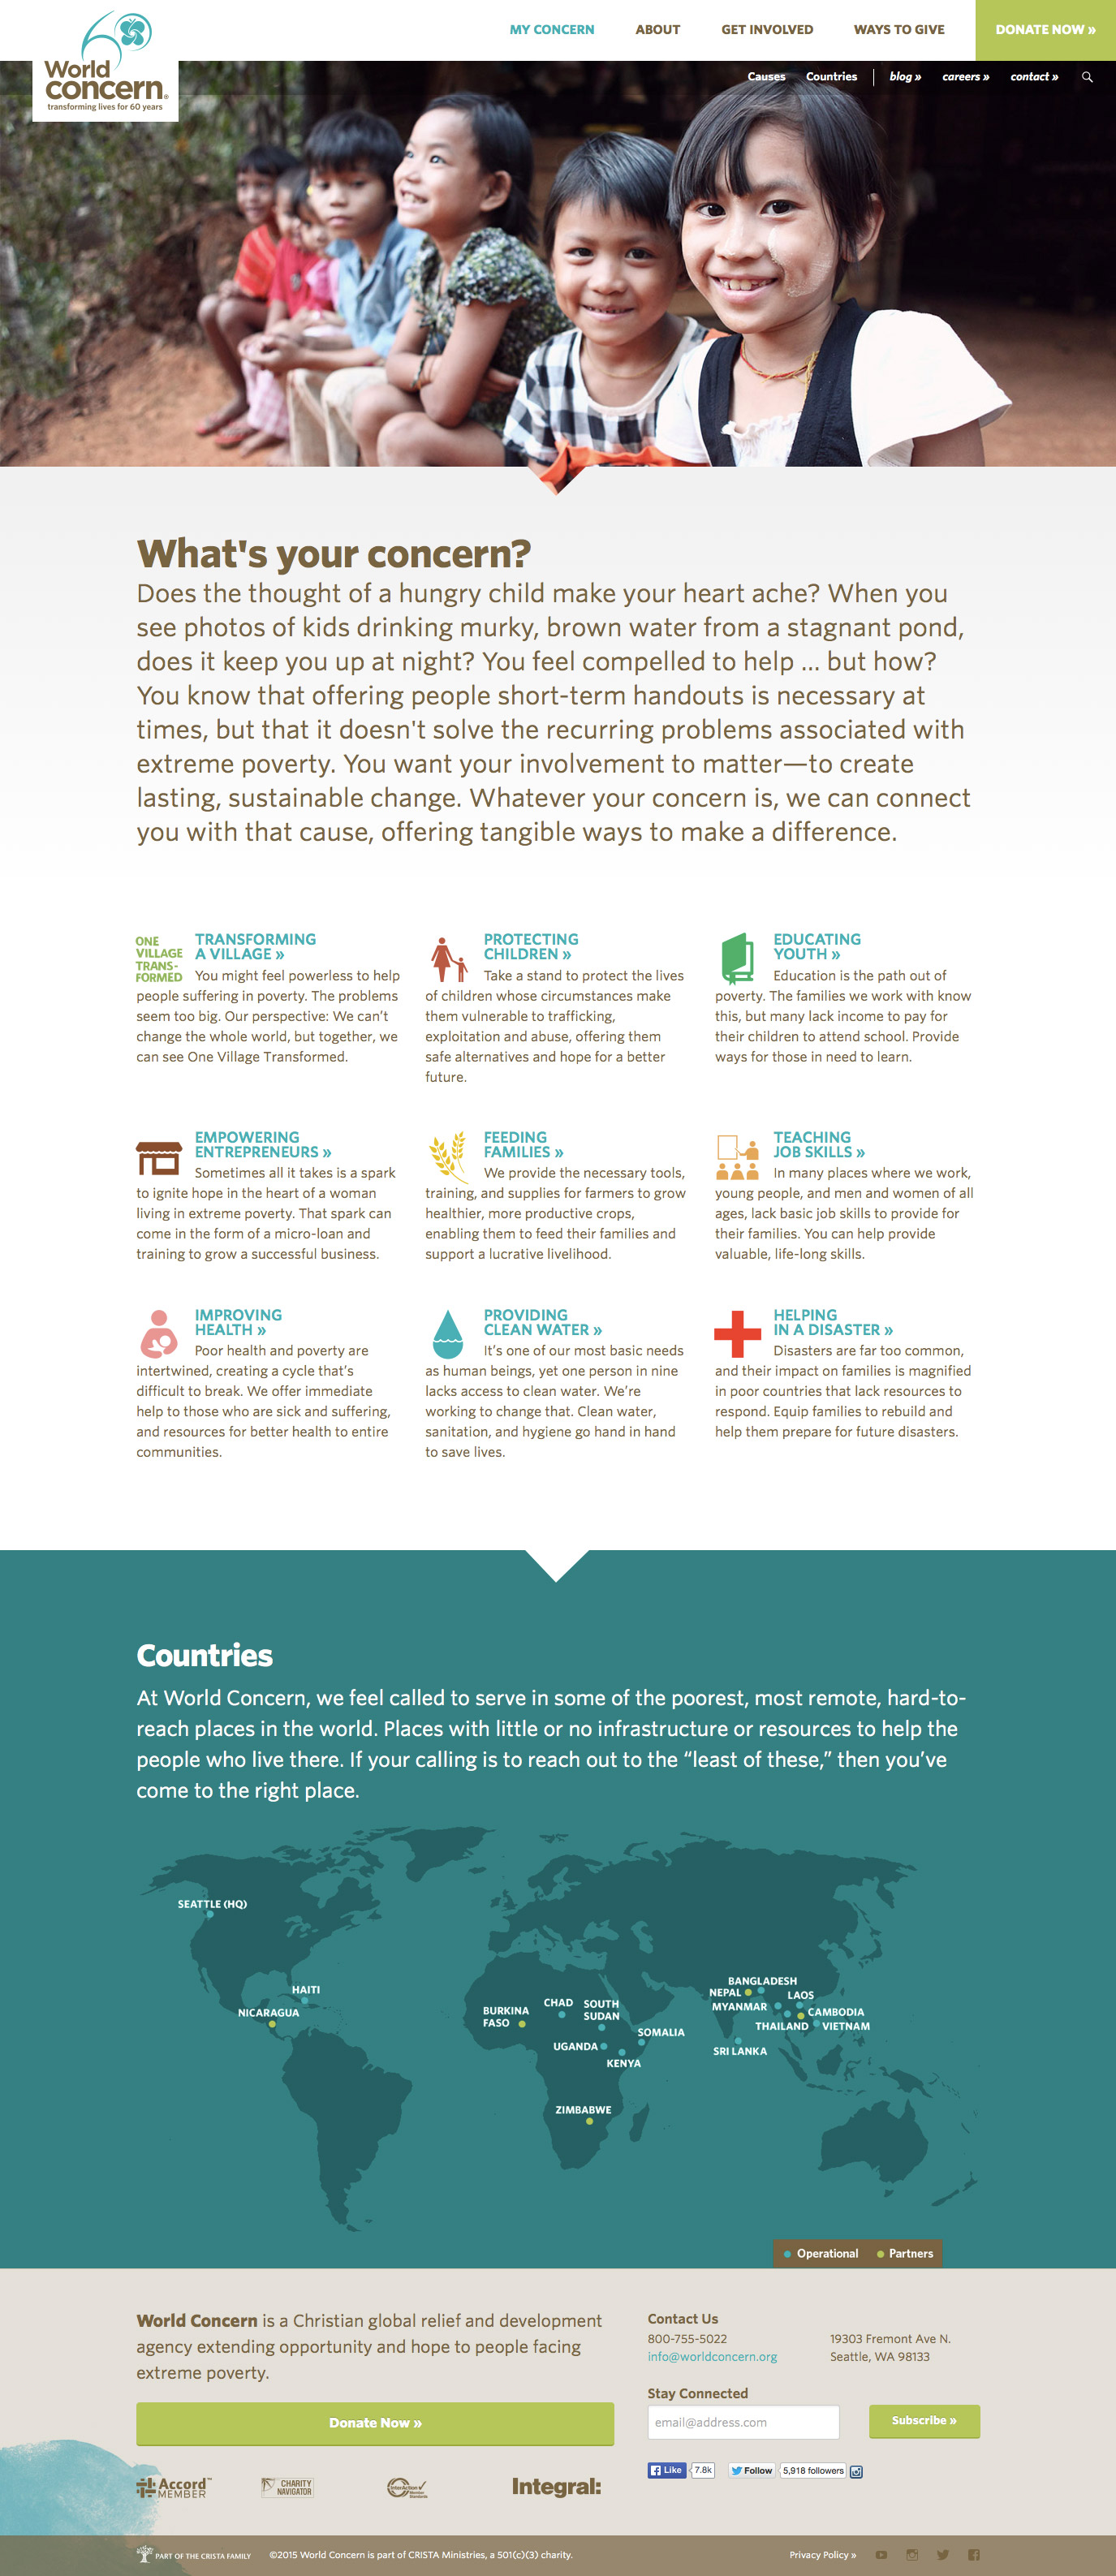 MY CONCERN ABOUT GET INVOLVED WAYS TO GIVE DONATE NOW »
World
concern®
transforming lives for 60 years
Causes Countries blog » careers » contact »
What's your concern?
Does the thought of a hungry child make your heart ache? When you
see photos of kids drinking murky, brown water from a stagnant pond,
does it keep you up at night? You feel compelled to help ... but how?
You know that offering people short-term handouts is necessary at
times, but that it doesn't solve the recurring problems associated with
extreme poverty. You want your involvement to matter—to create
lasting, sustainable change. Whatever your concern is, we can connect
you with that cause, offering tangible ways to make a difference.
ONE
VILLAGE
TRANS-
FORMED
TRANSFORMING
A VILLAGE »
You might feel powerless to help
people suffering in poverty. The problems
seem too big. Our perspective: We can’t
change the whole world, but together, we
can see One Village Transformed.
PROTECTING
CHILDREN »
Take a stand to protect the lives
of children whose circumstances make
them vulnerable to trafficking,
exploitation and abuse, offering them
safe alternatives and hope for a better
future.
EDUCATING
YOUTH »
Education is the path out of
poverty. The families we work with know
this, but many lack income to pay for
their children to attend school. Provide
ways for those in need to learn.
EMPOWERING
ENTREPRENEURS »
Sometimes all it takes is a spark
to ignite hope in the heart of a woman
living in extreme poverty. That spark can
come in the form of a micro-loan and
training to grow a successful business.
FEEDING
FAMILIES »
We provide the necessary tools,
training, and supplies for farmers to grow
healthier, more productive crops,
enabling them to feed their families and
support a lucrative livelihood.
TEACHING
JOB SKILLS »
In many places where we work,
young people, and men and women of all
ages, lack basic job skills to provide for
their families. You can help provide
valuable, life-long skills.
IMPROVING
HEALTH »
Poor health and poverty are
intertwined, creating a cycle that’s
difficult to break. We offer immediate
help to those who are sick and suffering,
and resources for better health to entire
communities.
PROVIDING
CLEAN WATER »
It’s one of our most basic needs
as human beings, yet one person in nine
lacks access to clean water. We’re
working to change that. Clean water,
sanitation, and hygiene go hand in hand
to save lives.
HELPING
IN A DISASTER »
Disasters are far too common,
and their impact on families is magnified
in poor countries that lack resources to
respond. Equip families to rebuild and
help them prepare for future disasters.
Countries
At World Concern, we feel called to serve in some of the poorest, most remote, hard-to-
reach places in the world. Places with little or no infrastructure or resources to help the
people who live there. If your calling is to reach out to the “least of these,” then you’ve
come to the right place.
SEATTLE (HQ)
HAITI
NICARAGUA
BURKINA
FASO
CHAD
SOUTH
SUDAN
SOMALIA
UGANDA
KENYA
ZIMBABWE
BANGLADESH
NEPAL
LAOS
MYANMAR
CAMBODIA
THAILAND
VIETNAM
SRI LANKA
Operational Partners
World Concern is a Christian global relief and development
agency extending opportunity and hope to people facing
extreme poverty.
Donate Now »
Accord™
MEMBER
CHARITY
NAVIGATOR
InterAction
Member
Standards
Integral:
Contact Us
800-755-5022
info@worldconcern.org
19303 Fremont Ave N.
Seattle, WA 98133
Stay Connected
email@address.com
Subscribe »
Like 7.8k Follow 5,918 followers
PART OF THE CRISTA FAMILY
©2015 World Concern is part of CRISTA Ministries, a 501(c)(3) charity.
Privacy Policy »